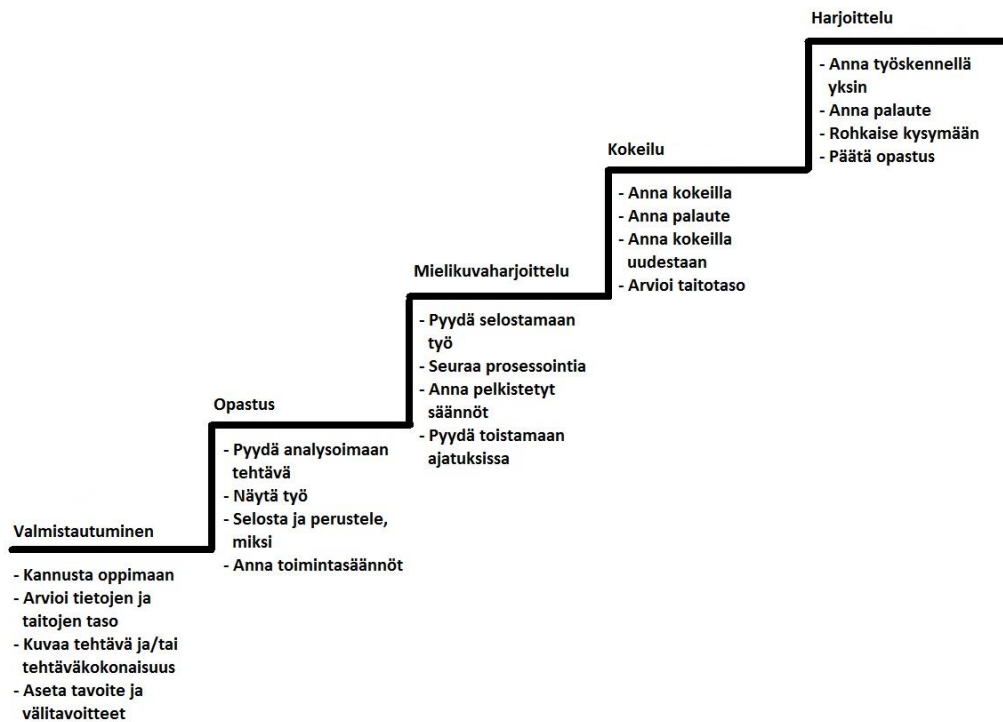 Harjoittelu
- Anna työskennellä
yksin
- Anna palaute
- Rohkaise kysymään
- Päätä opastus
Kokeilu
- Anna kokeilla
- Anna palaute
- Anna kokeilla
uudestaan
- Arvioi taitotaso
Mielikuvaharjoittelu
- Pyydä selostamaan
työ
- Seuraa prosessointia
- Anna pelkistetyt
säännöt
- Pyydä toistamaan
ajatuksissa
Opastus
- Pyydä analysoimaan
tehtävä
- Näytä työ
- Selosta ja perustele,
miksi
- Anna toimintasäännöt
Valmistautuminen
- Kannusta oppimaan
- Arvioi tietojen ja
taitojen taso
- Kuvaa tehtävä ja/tai
tehtäväkokonaisuus
- Aseta tavoite ja
välitavoitteet